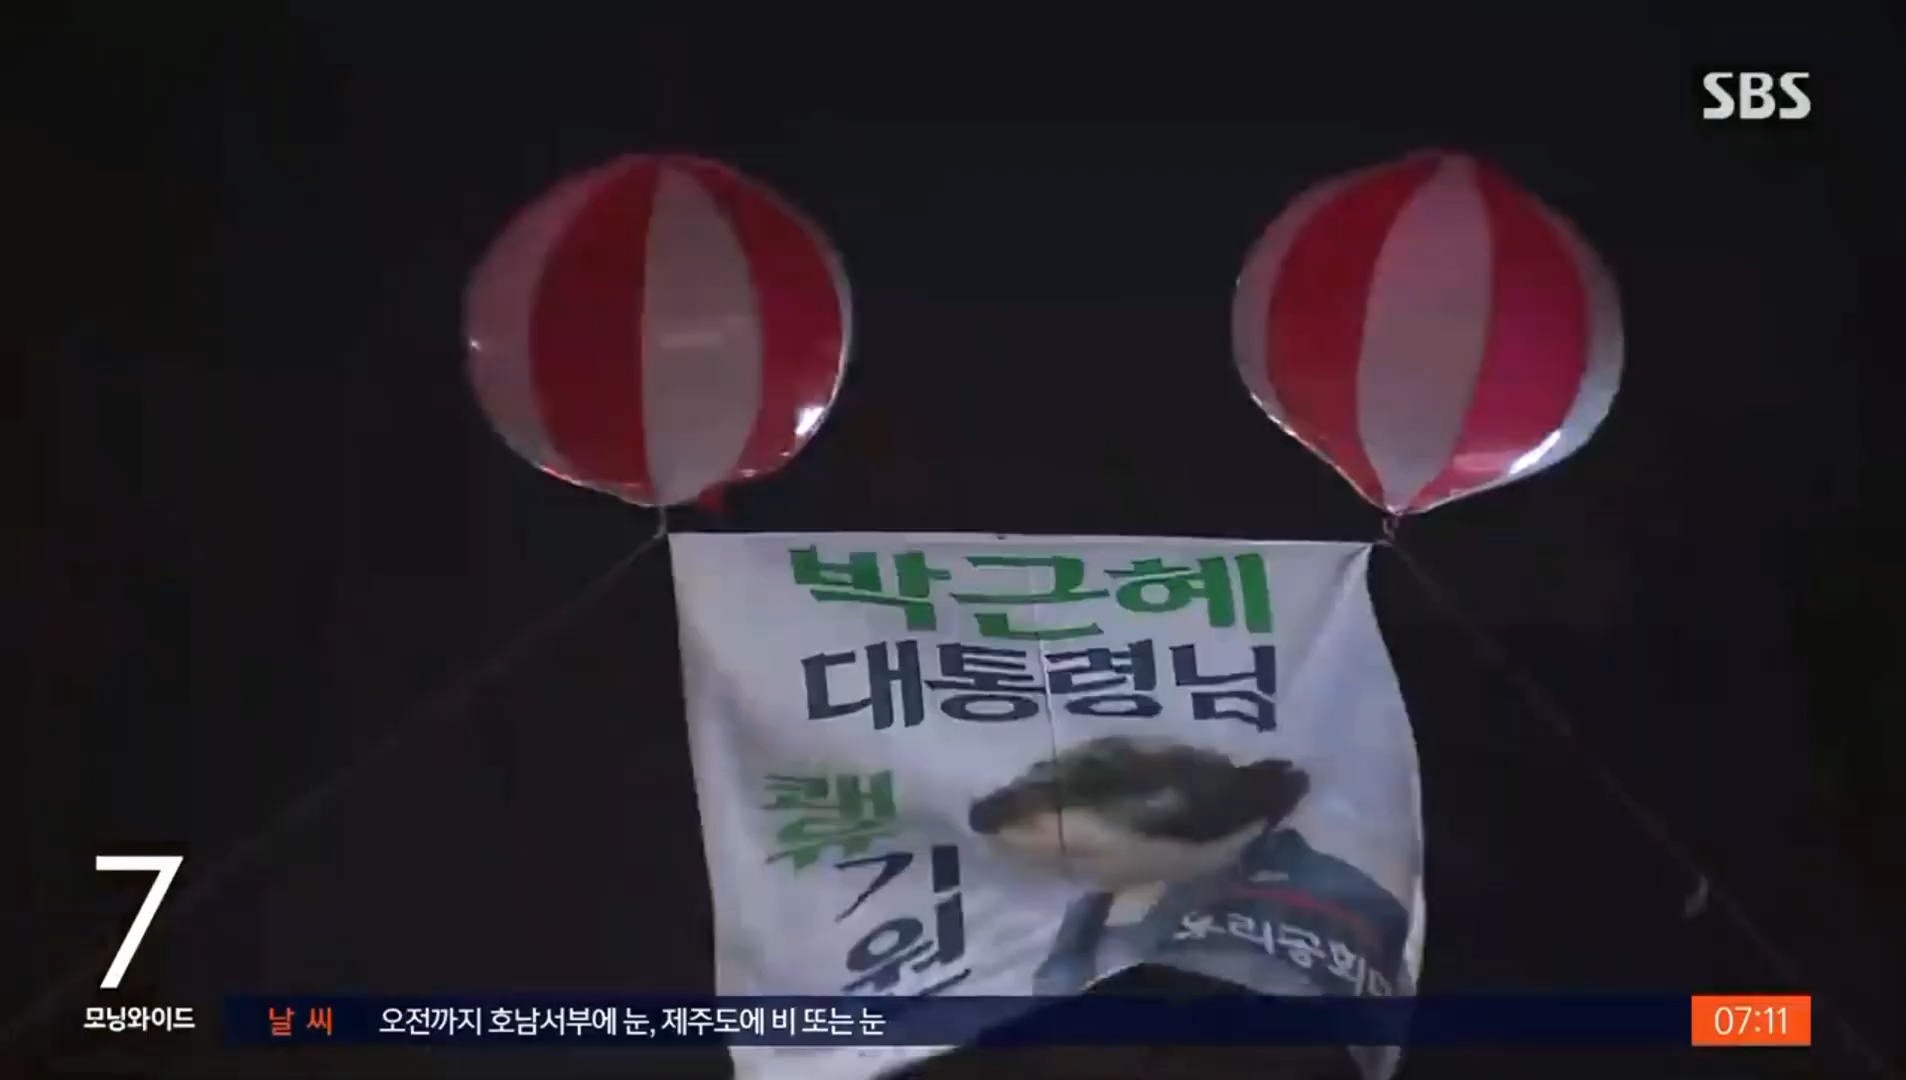 SBS
박근혜
대통령님
쾌유
기원
우리공화
7
모닝와이드
날씨
오전까지 호남서부에 눈, 제주도에 비 또는 눈
07:11